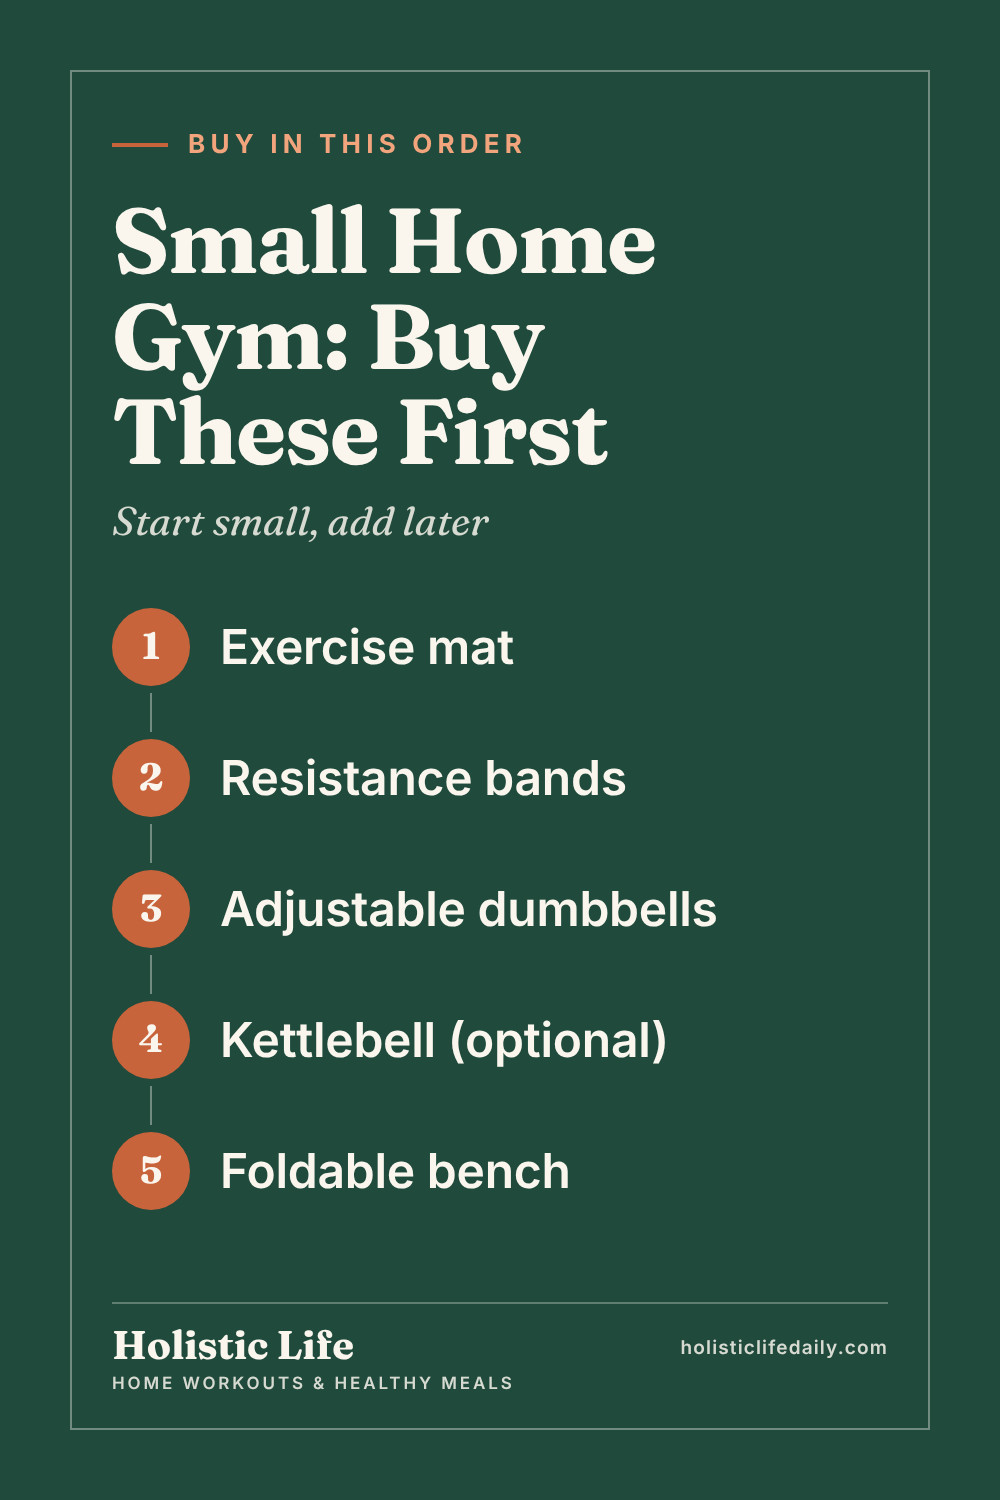 BUY IN THIS ORDER
Small Home
Gym: Buy
These First
Start small, add later
1 Exercise mat
2 Resistance bands
3 Adjustable dumbbells
4 Kettlebell (optional)
5 Foldable bench
Holistic Life
holisticlifedaily.com
HOME WORKOUTS & HEALTHY MEALS